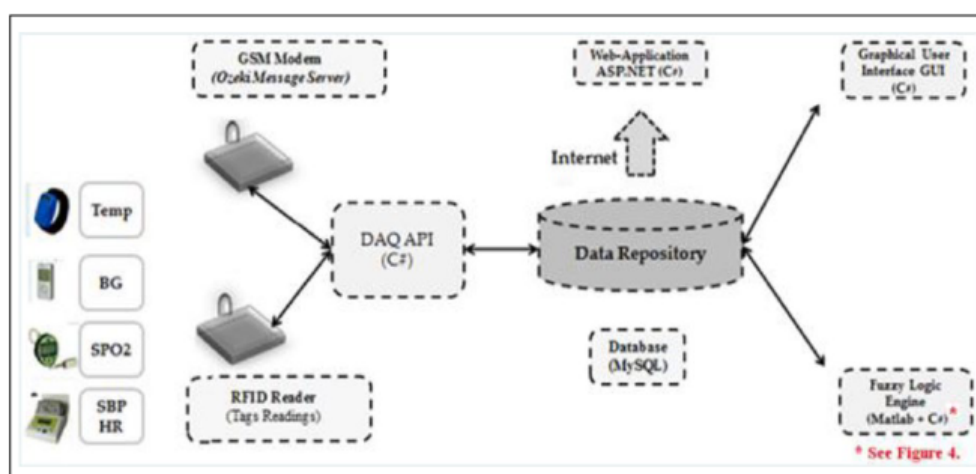 GSM Modem
(Ozeki Message Server)
Web-Application
ASP.NET (C#)
Graphical User
Interface GUI
(C#)
Internet
Temp
BG
SPO2
SBP
HR
DAQ API
(C#)
Data Repository
Database
(MySQL)
RFID Reader
(Tags Readings)
Fuzzy Logic
Engine
(Matlab + C#) *
* See Figure 4.